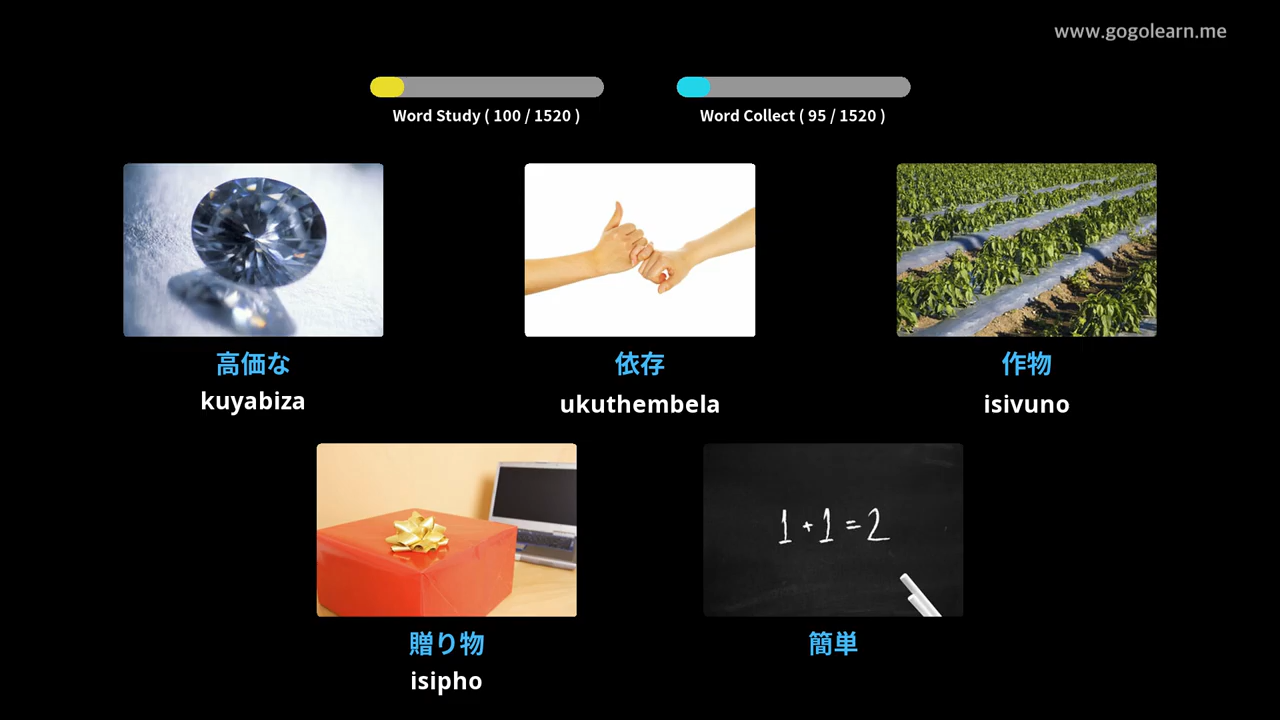 www.gogolearn.me
Word Study ( 100 / 1520 )
Word Collect ( 95 / 1520 )
高価な
kuyabiza
依存
ukuthembela
作物
isivuno
1 + 1 = 2
贈り物
isipho
簡単